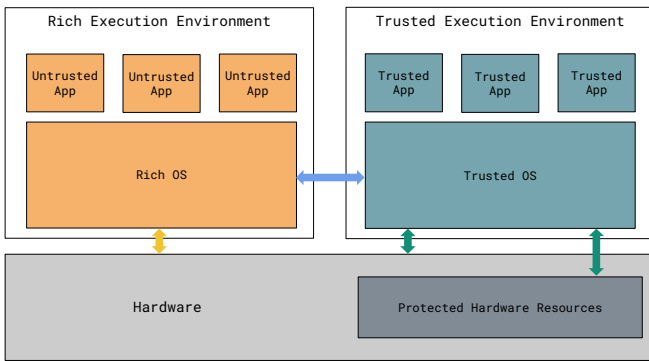 Rich Execution Environment
Trusted Execution Environment
Untrusted
App
Untrusted
App
Untrusted
App
Trusted
App
Trusted
App
Trusted
App
Rich OS
Trusted OS
Hardware
Protected Hardware Resources